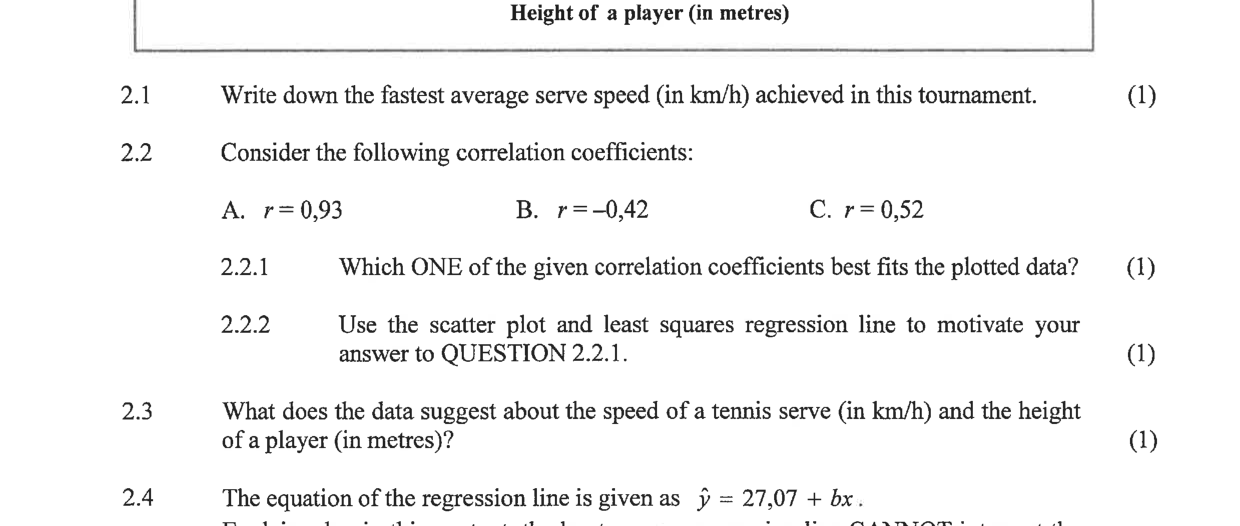 Height of a player (in metres)
2.1 Write down the fastest average serve speed (in km/h) achieved in this tournament. (1)
2.2 Consider the following correlation coefficients:
A. r = 0,93 B. r = –0,42 C. r = 0,52
2.2.1 Which ONE of the given correlation coefficients best fits the plotted data? (1)
2.2.2 Use the scatter plot and least squares regression line to motivate your
answer to QUESTION 2.2.1. (1)
2.3 What does the data suggest about the speed of a tennis serve (in km/h) and the height
of a player (in metres)? (1)
2.4 The equation of the regression line is given as ŷ = 27,07 + bx.